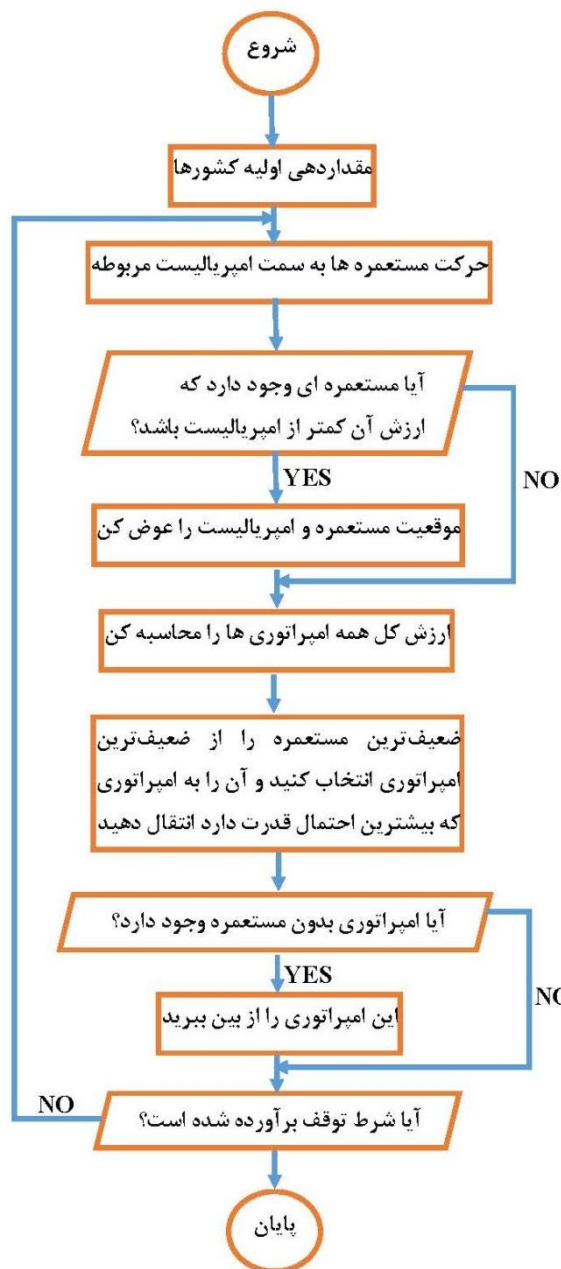 شروع
مقداردهی اولیه کشورها
حرکت مستعمره ها به سمت امپریالیست مربوطه
آیا مستعمره ای وجود دارد که
ارزش آن کمتر از امپریالیست باشد؟
YES
NO
موقعیت مستعمره و امپریالیست را عوض کن
ارزش کل همه امپراتوری ها را محاسبه کن
ضعیف‌ترین مستعمره را از ضعیف‌ترین
امپراتوری انتخاب کنید و آن را به امپراتوری
که بیشترین احتمال قدرت دارد انتقال دهید
آیا امپراتوری بدون مستعمره وجود دارد؟
YES
NO
این امپراتوری را از بین ببرید
NO
آیا شرط توقف برآورده شده است؟
پایان